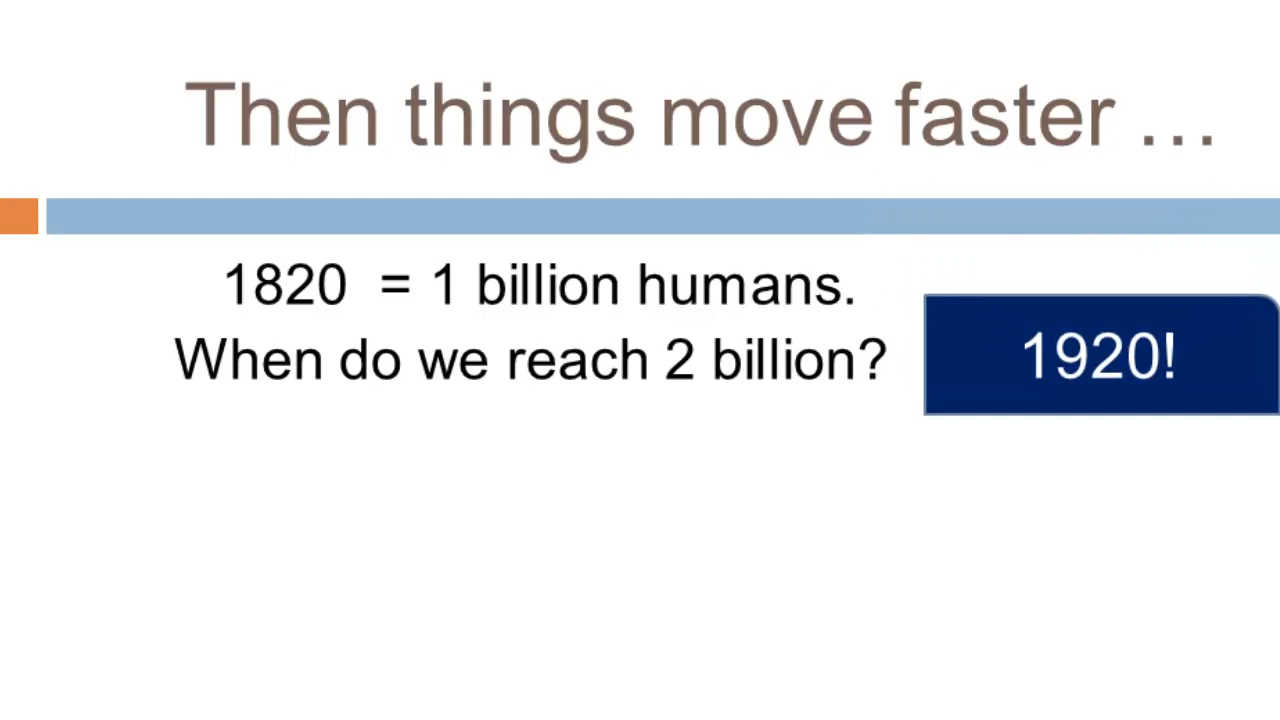 Then things move faster …
1820 = 1 billion humans.
When do we reach 2 billion?
1920!